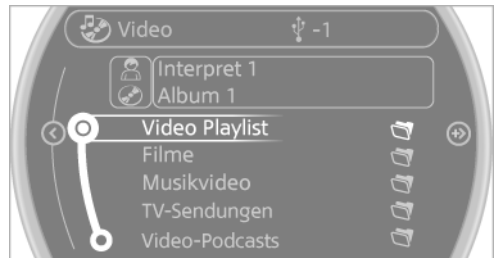 Video -1
Interpret 1
Album 1
Video Playlist
Filme
Musikvideo
TV-Sendungen
Video-Podcasts